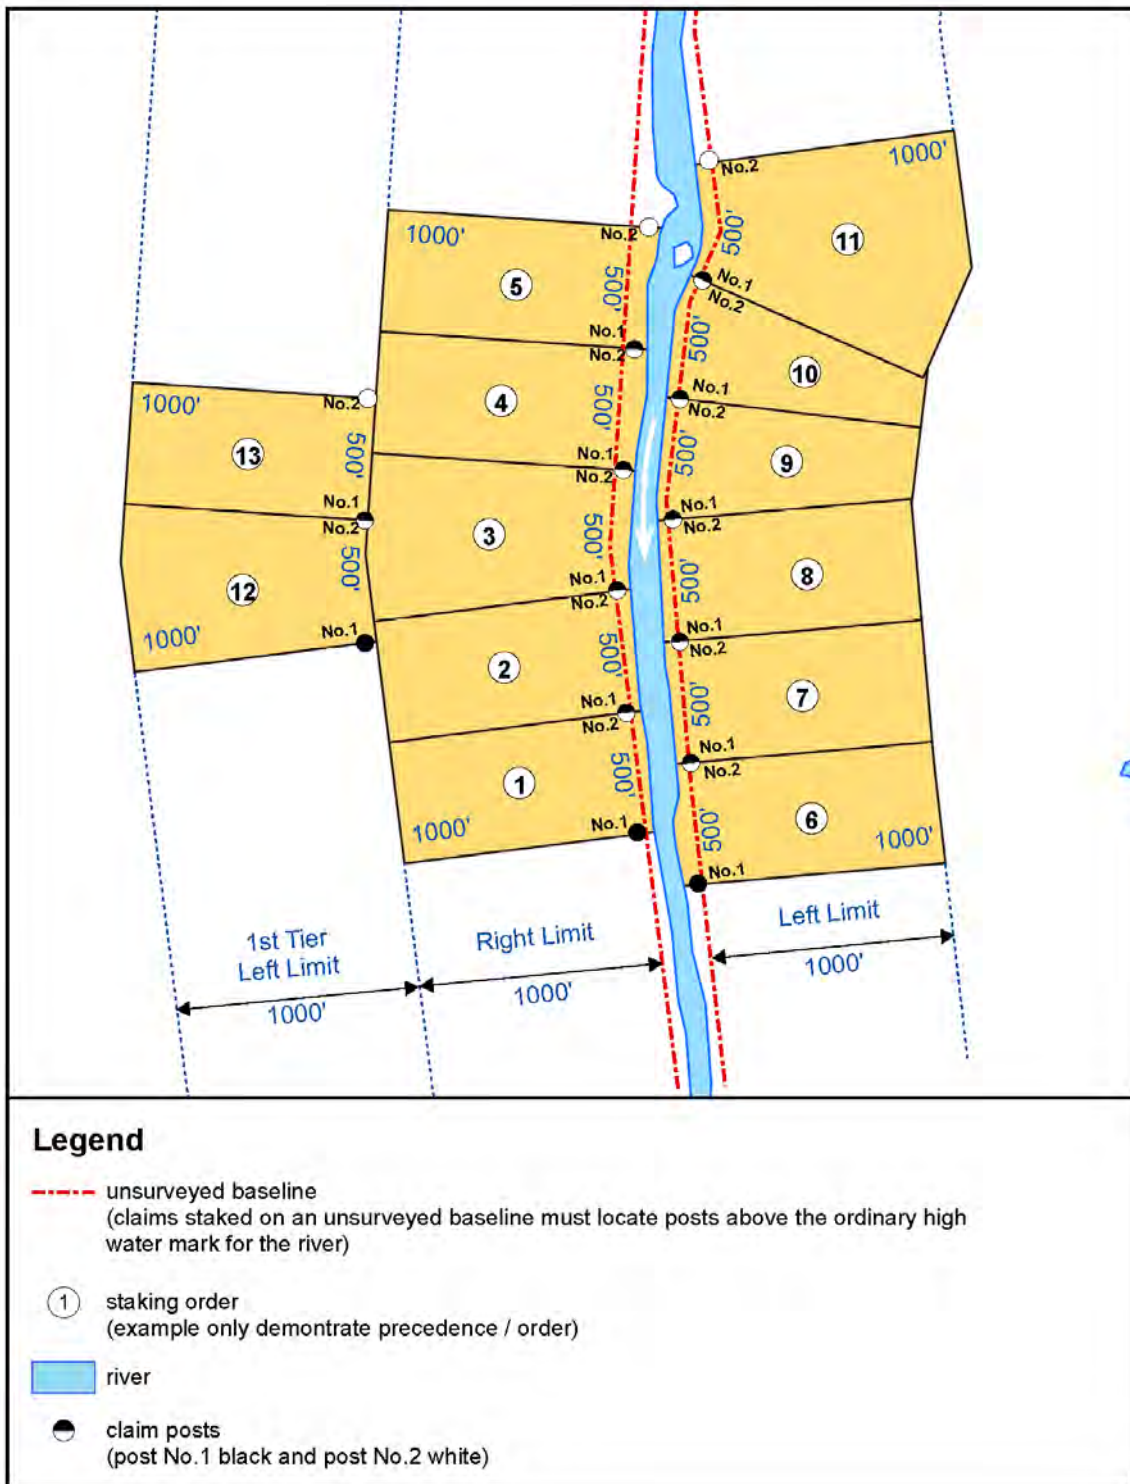 1000'
No.2
11
500'
1000'
No.2
5
500'
No.1
No.2
No.1
No.2
500'
10
4
500'
No.1
No.2
1000'
No.2
13
500'
No.1
No.2
9
500'
No.1
No.2
3
500'
No.1
No.2
12
500'
1000'
No.1
No.1
No.2
8
500'
No.1
No.2
2
500'
No.1
No.2
7
500'
No.1
No.2
1
500'
1000'
No.1
6
500'
1000'
No.1
1st Tier
Left Limit
1000'
Right Limit
1000'
Left Limit
1000'
Legend
unsurveyed baseline
(claims staked on an unsurveyed baseline must locate posts above the ordinary high
water mark for the river)
1
staking order
(example only demontrate precedence / order)
river
claim posts
(post No.1 black and post No.2 white)